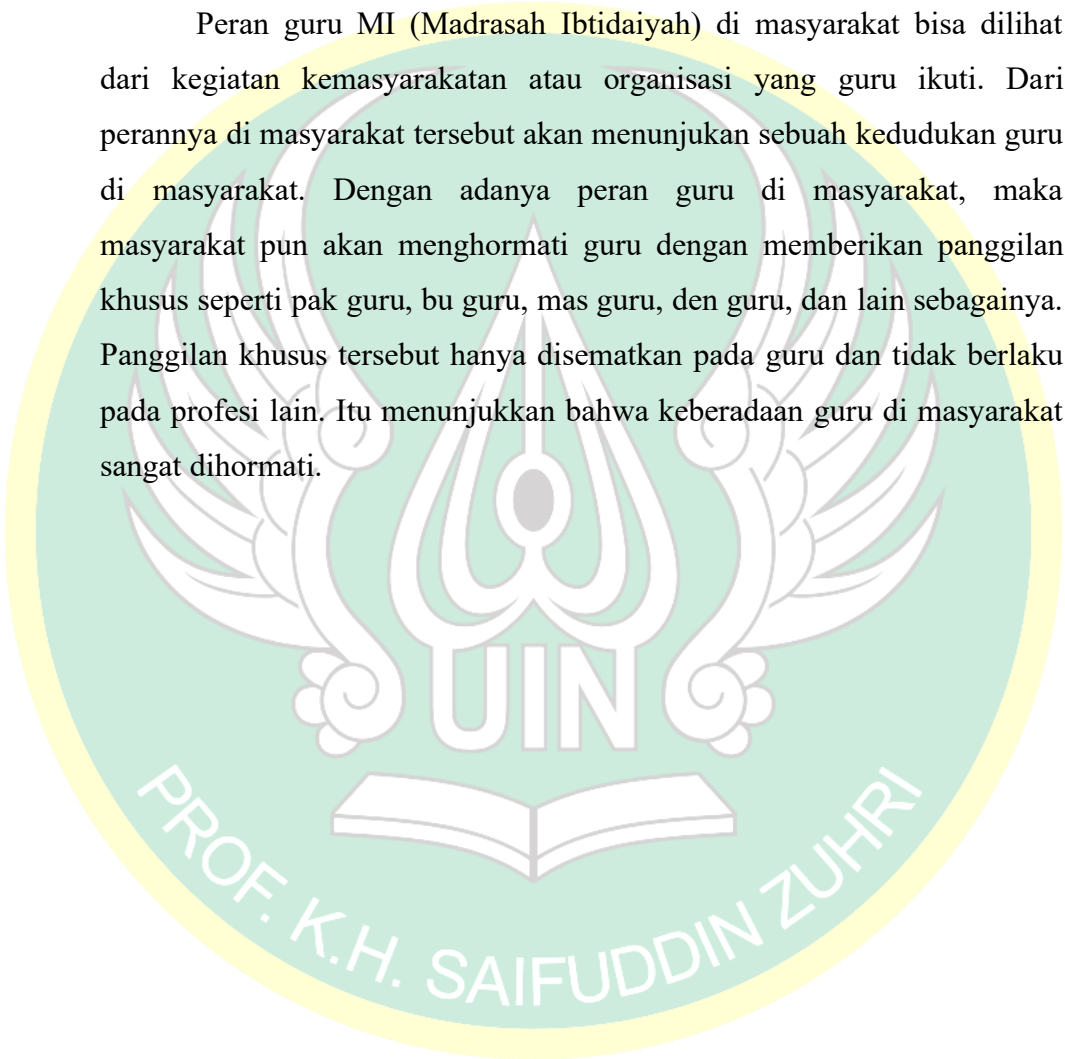 Peran guru MI (Madrasah Ibtidaiyah) di masyarakat bisa dilihat
dari kegiatan kemasyarakatan atau organisasi yang guru ikuti. Dari
perannya di masyarakat tersebut akan menunjukan sebuah kedudukan guru
di masyarakat. Dengan adanya peran guru di masyarakat, maka
masyarakat pun akan menghormati guru dengan memberikan panggilan
khusus seperti pak guru, bu guru, mas guru, den guru, dan lain sebagainya.
Panggilan khusus tersebut hanya disematkan pada guru dan tidak berlaku
pada profesi lain. Itu menunjukkan bahwa keberadaan guru di masyarakat
sangat dihormati.
UIN
PROF. K.H. SAIFUDDIN ZUHRI